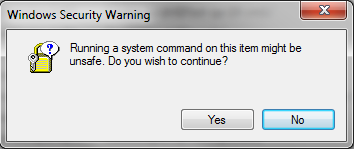 Windows Security Warning
Running a system command on this item might be
unsafe. Do you wish to continue?
Yes
No